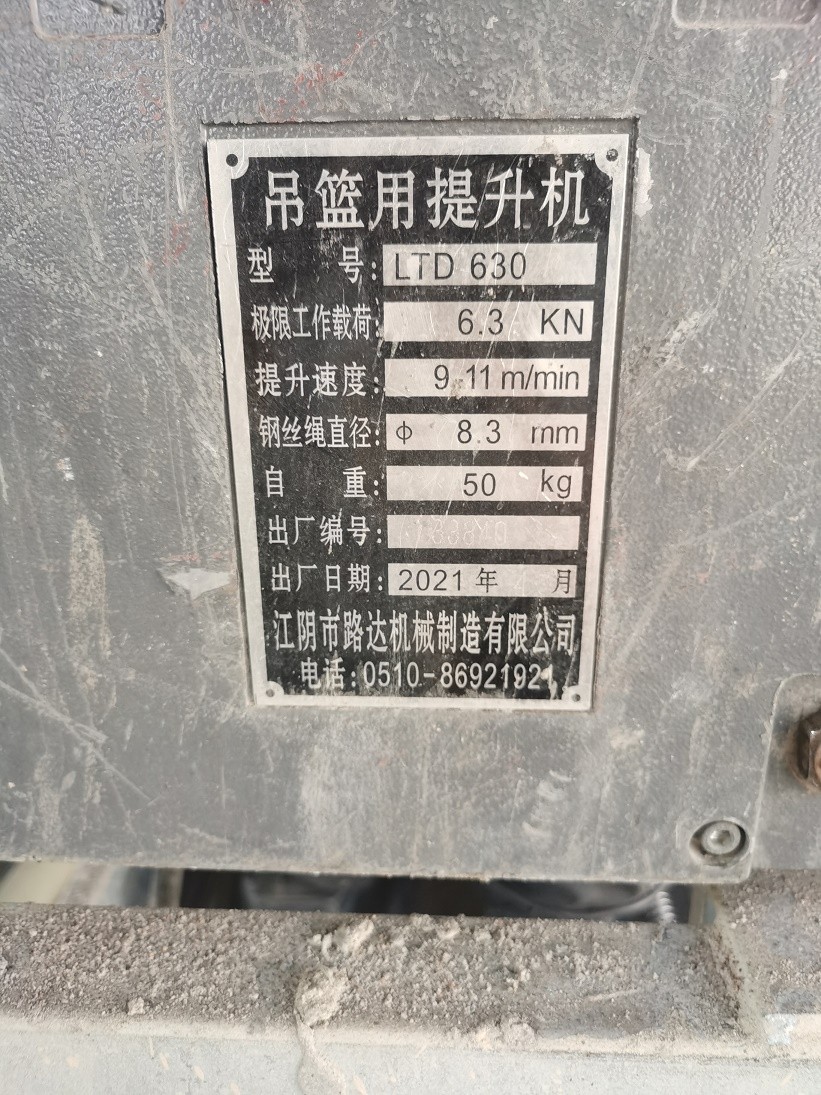 吊篮用提升机
型 号: LTD 630
极限工作载荷: 6.3 KN
提升速度: 9.11 m/min
钢丝绳直径: ф 8.3 mm
自 重: 50 kg
出厂编号:
出厂日期: 2021 年 月
江阴市路达机械制造有限公司
电话:0510-86921921